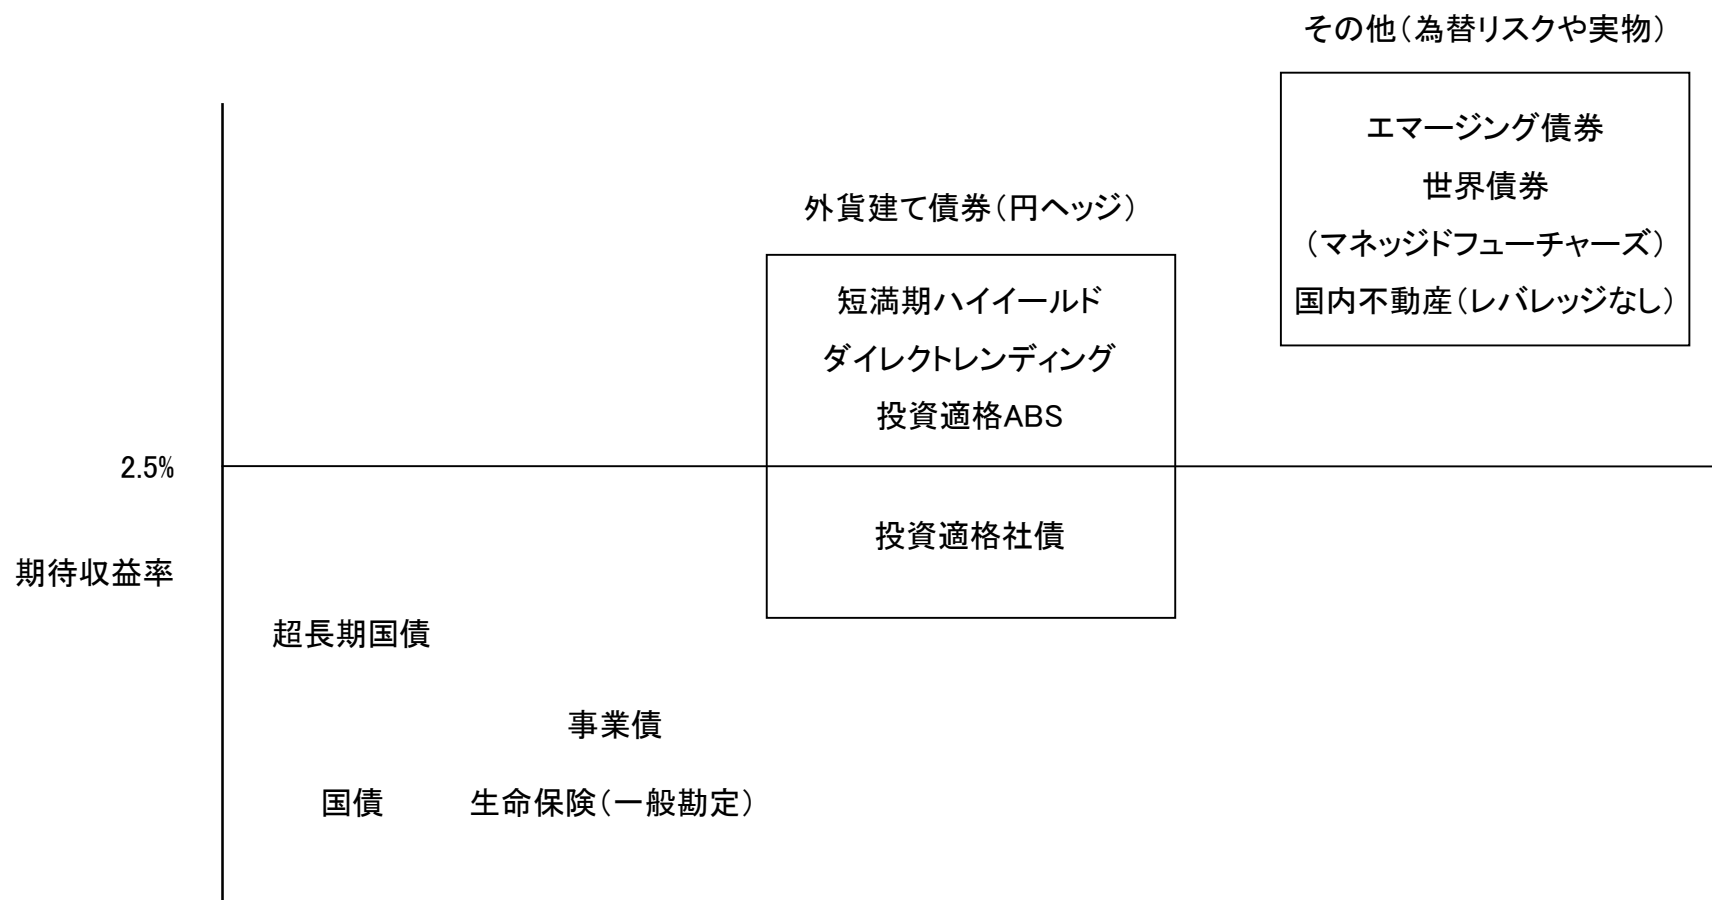 その他(為替リスクや実物)
エマージング債券
世界債券
(マネッジドフューチャーズ)
国内不動産(レバレッジなし)
外貨建て債券(円ヘッジ)
短満期ハイイールド
ダイレクトレンディング
投資適格ABS
2.5%
投資適格社債
期待収益率
超長期国債
事業債
国債
生命保険(一般勘定)